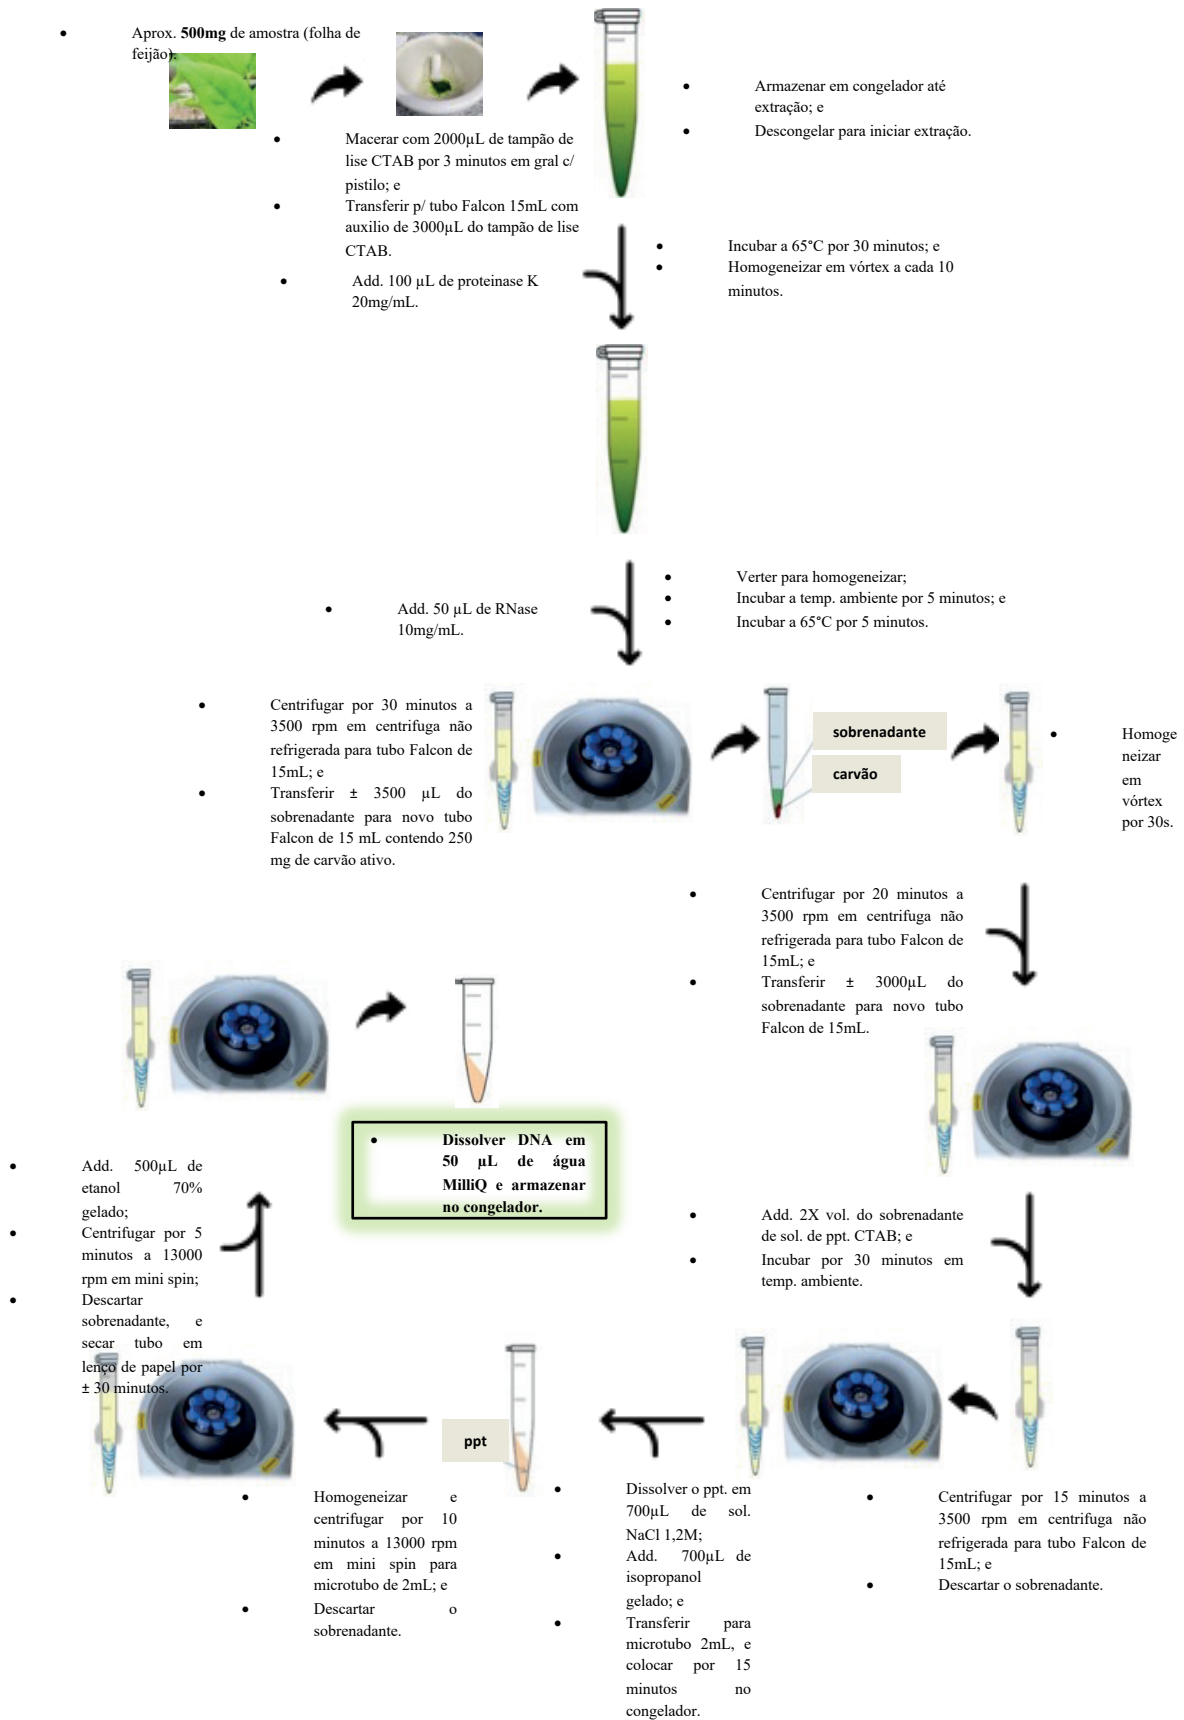 • Aprox. 500mg de amostra (folha de
feijão).
• Armazenar em congelador até
extração; e
• Descongelar para iniciar extração.
• Macerar com 2000µL de tampão de
lise CTAB por 3 minutos em gral c/
pistilo; e
• Transferir p/ tubo Falcon 15mL com
auxilio de 3000µL do tampão de lise
CTAB.
• Add. 100 µL de proteinase K
20mg/mL.
• Incubar a 65°C por 30 minutos; e
• Homogeneizar em vórtex a cada 10
minutos.
• Add. 50 µL de RNase
10mg/mL.
• Verter para homogeneizar;
• Incubar a temp. ambiente por 5 minutos; e
• Incubar a 65°C por 5 minutos.
• Centrifugar por 30 minutos a
3500 rpm em centrifuga não
refrigerada para tubo Falcon de
15mL; e
• Transferir ± 3500 µL do
sobrenadante para novo tubo
Falcon de 15 mL contendo 250
mg de carvão ativo.
sobrenadante
carvão
• Homoge
neizar
em
vórtex
por 30s.
• Centrifugar por 20 minutos a
3500 rpm em centrifuga não
refrigerada para tubo Falcon de
15mL; e
• Transferir ± 3000µL do
sobrenadante para novo tubo
Falcon de 15mL.
• Add. 2X vol. do sobrenadante
de sol. de ppt. CTAB; e
• Incubar por 30 minutos em
temp. ambiente.
• Centrifugar por 15 minutos a
3500 rpm em centrifuga não
refrigerada para tubo Falcon de
15mL; e
• Descartar o sobrenadante.
• Dissolver o ppt. em
700µL de sol.
NaCl 1,2M;
• Add. 700µL de
isopropanol
gelado; e
• Transferir para
microtubo 2mL, e
colocar por 15
minutos no
congelador.
ppt
• Homogeneizar e
centrifugar por 10
minutos a 13000 rpm
em mini spin para
microtubo de 2mL; e
• Descartar o
sobrenadante.
• Add. 500µL de
etanol 70%
gelado;
• Centrifugar por 5
minutos a 13000
rpm em mini spin;
• Descartar
sobrenadante, e
secar tubo em
lenço de papel por
± 30 minutos.
• Dissolver DNA em
50 µL de água
MilliQ e armazenar
no congelador.